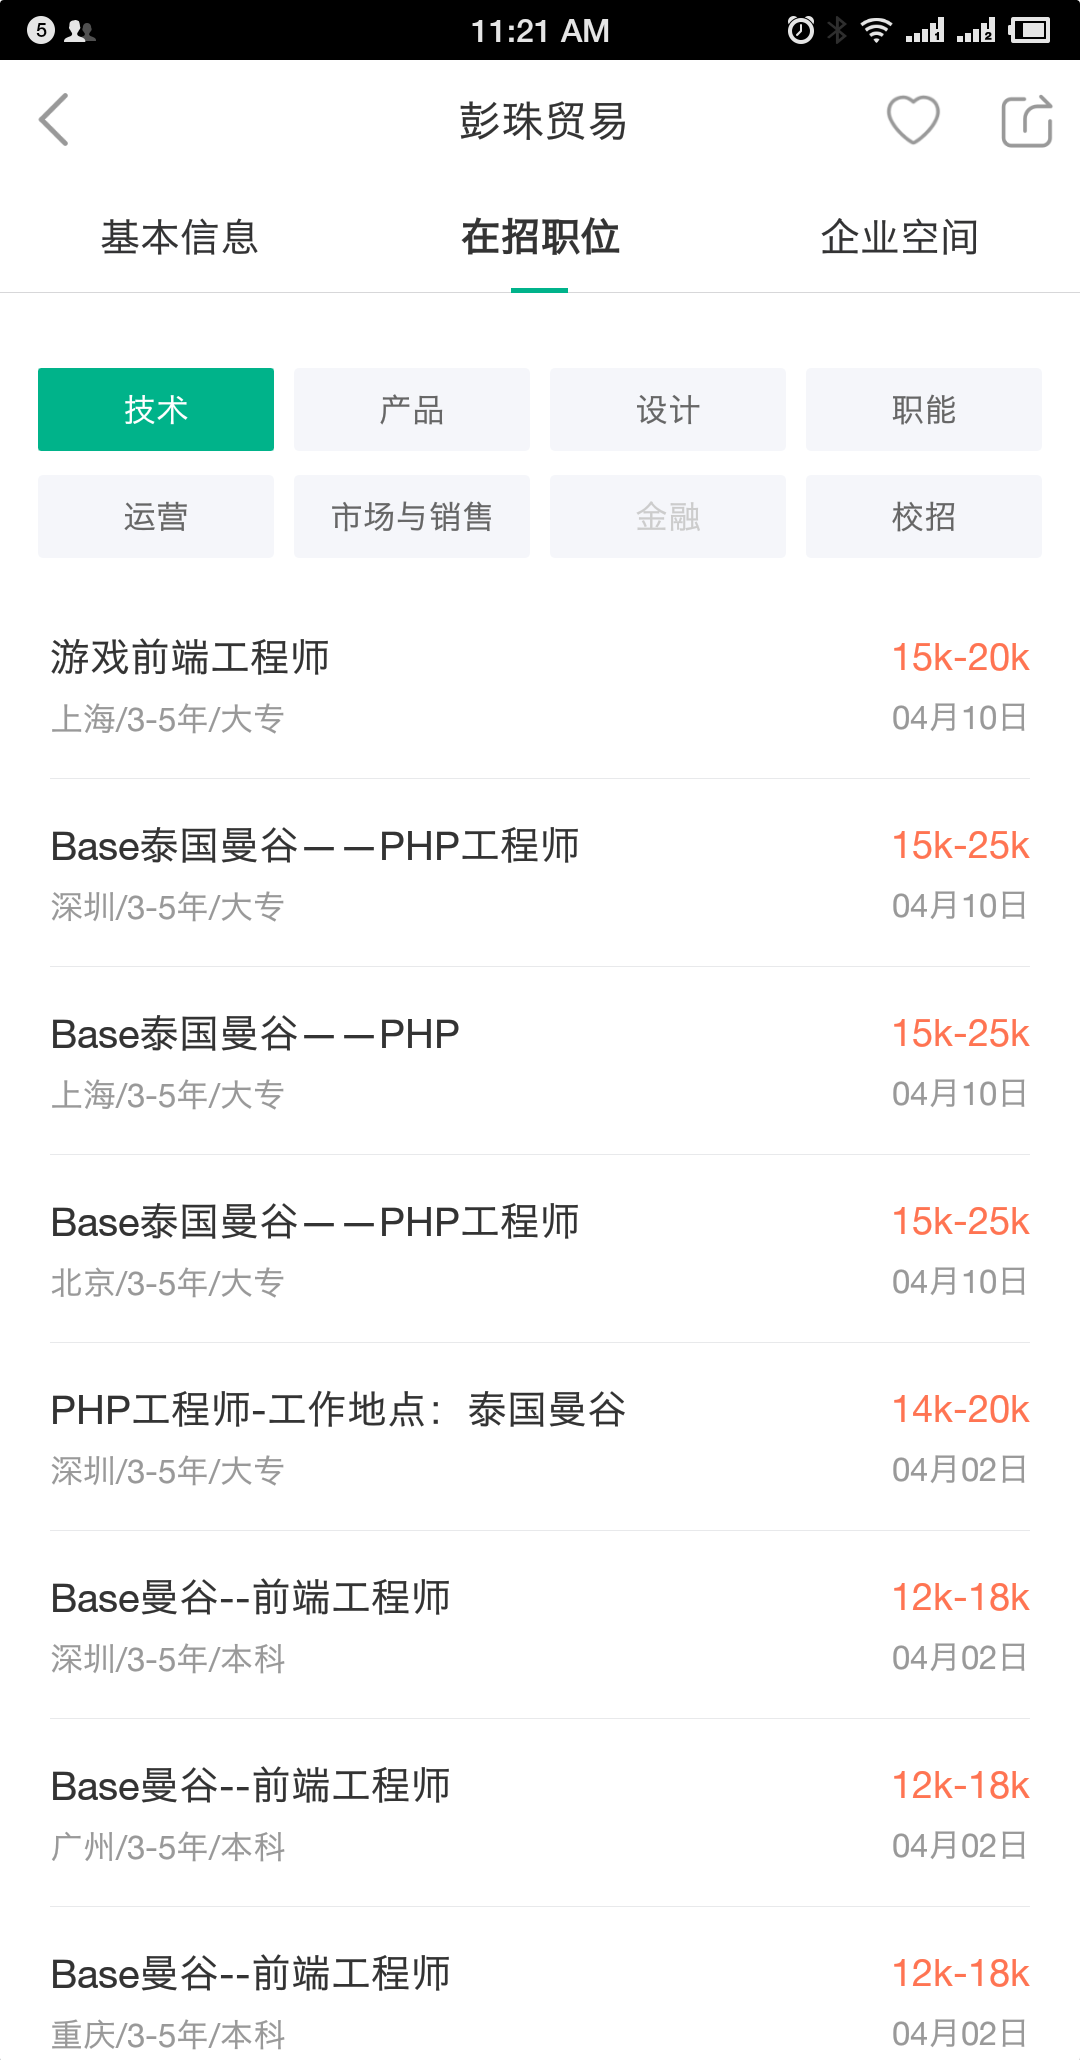 5 11:21 AM 1 2
彭珠贸易
基本信息 在招职位 企业空间
技术 产品 设计 职能
运营 市场与销售 金融 校招
游戏前端工程师 15k-20k
上海/3-5年/大专 04月10日
Base泰国曼谷——PHP工程师 15k-25k
深圳/3-5年/大专 04月10日
Base泰国曼谷——PHP 15k-25k
上海/3-5年/大专 04月10日
Base泰国曼谷——PHP工程师 15k-25k
北京/3-5年/大专 04月10日
PHP工程师-工作地点：泰国曼谷 14k-20k
深圳/3-5年/大专 04月02日
Base曼谷--前端工程师 12k-18k
深圳/3-5年/本科 04月02日
Base曼谷--前端工程师 12k-18k
广州/3-5年/本科 04月02日
Base曼谷--前端工程师 12k-18k
重庆/3-5年/本科 04月02日